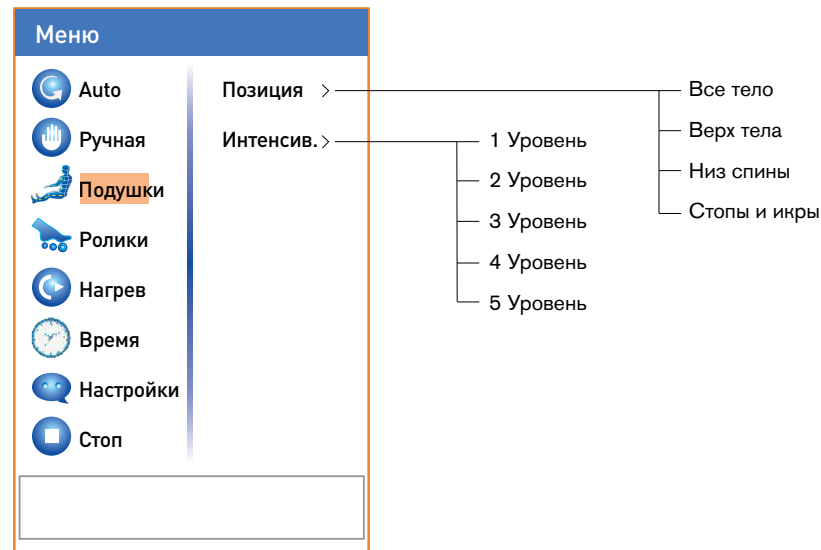 Меню
Auto
Ручная
Подушки
Ролики
Нагрев
Время
Настройки
Стоп
Позиция >
Интенсив. >
1 Уровень
2 Уровень
3 Уровень
4 Уровень
5 Уровень
Все тело
Верх тела
Низ спины
Стопы и икры